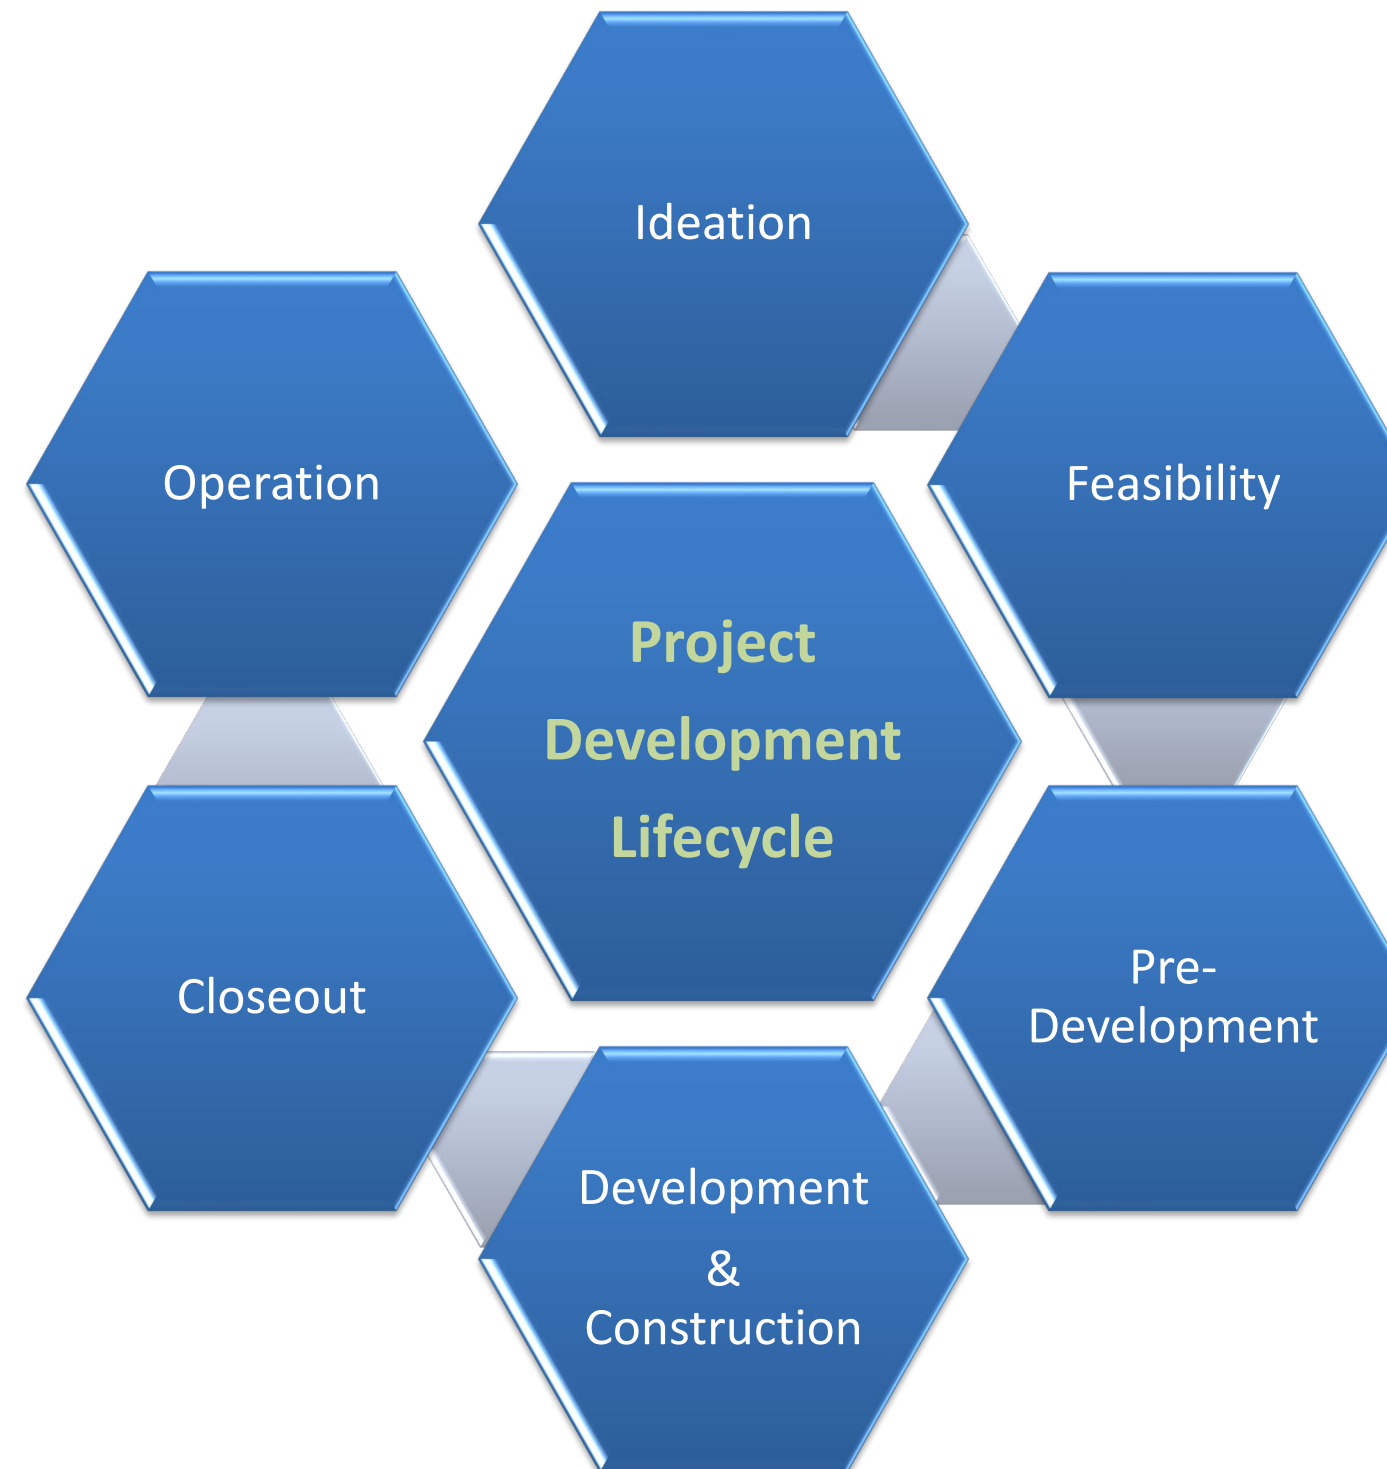 Ideation
Operation
Feasibility
Project
Development
Lifecycle
Closeout
Pre-
Development
Development
&
Construction